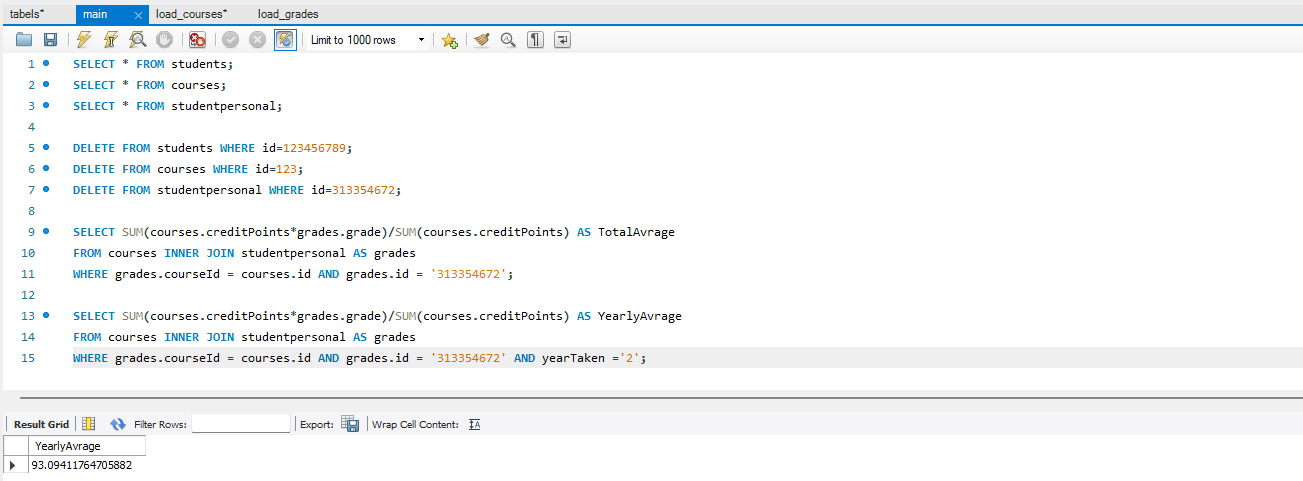 tabels* main × load_courses* load_grades
Limit to 1000 rows
1 SELECT * FROM students;
2 SELECT * FROM courses;
3 SELECT * FROM studentpersonal;
4
5 DELETE FROM students WHERE id=123456789;
6 DELETE FROM courses WHERE id=123;
7 DELETE FROM studentpersonal WHERE id=313354672;
8
9 SELECT SUM(courses.creditPoints*grades.grade)/SUM(courses.creditPoints) AS TotalAvrage
10 FROM courses INNER JOIN studentpersonal AS grades
11 WHERE grades.courseId = courses.id AND grades.id = '313354672';
12
13 SELECT SUM(courses.creditPoints*grades.grade)/SUM(courses.creditPoints) AS YearlyAvrage
14 FROM courses INNER JOIN studentpersonal AS grades
15 WHERE grades.courseId = courses.id AND grades.id = '313354672' AND yearTaken ='2';
Result Grid Filter Rows: Export: Wrap Cell Content:
YearlyAvrage
93.09411764705882